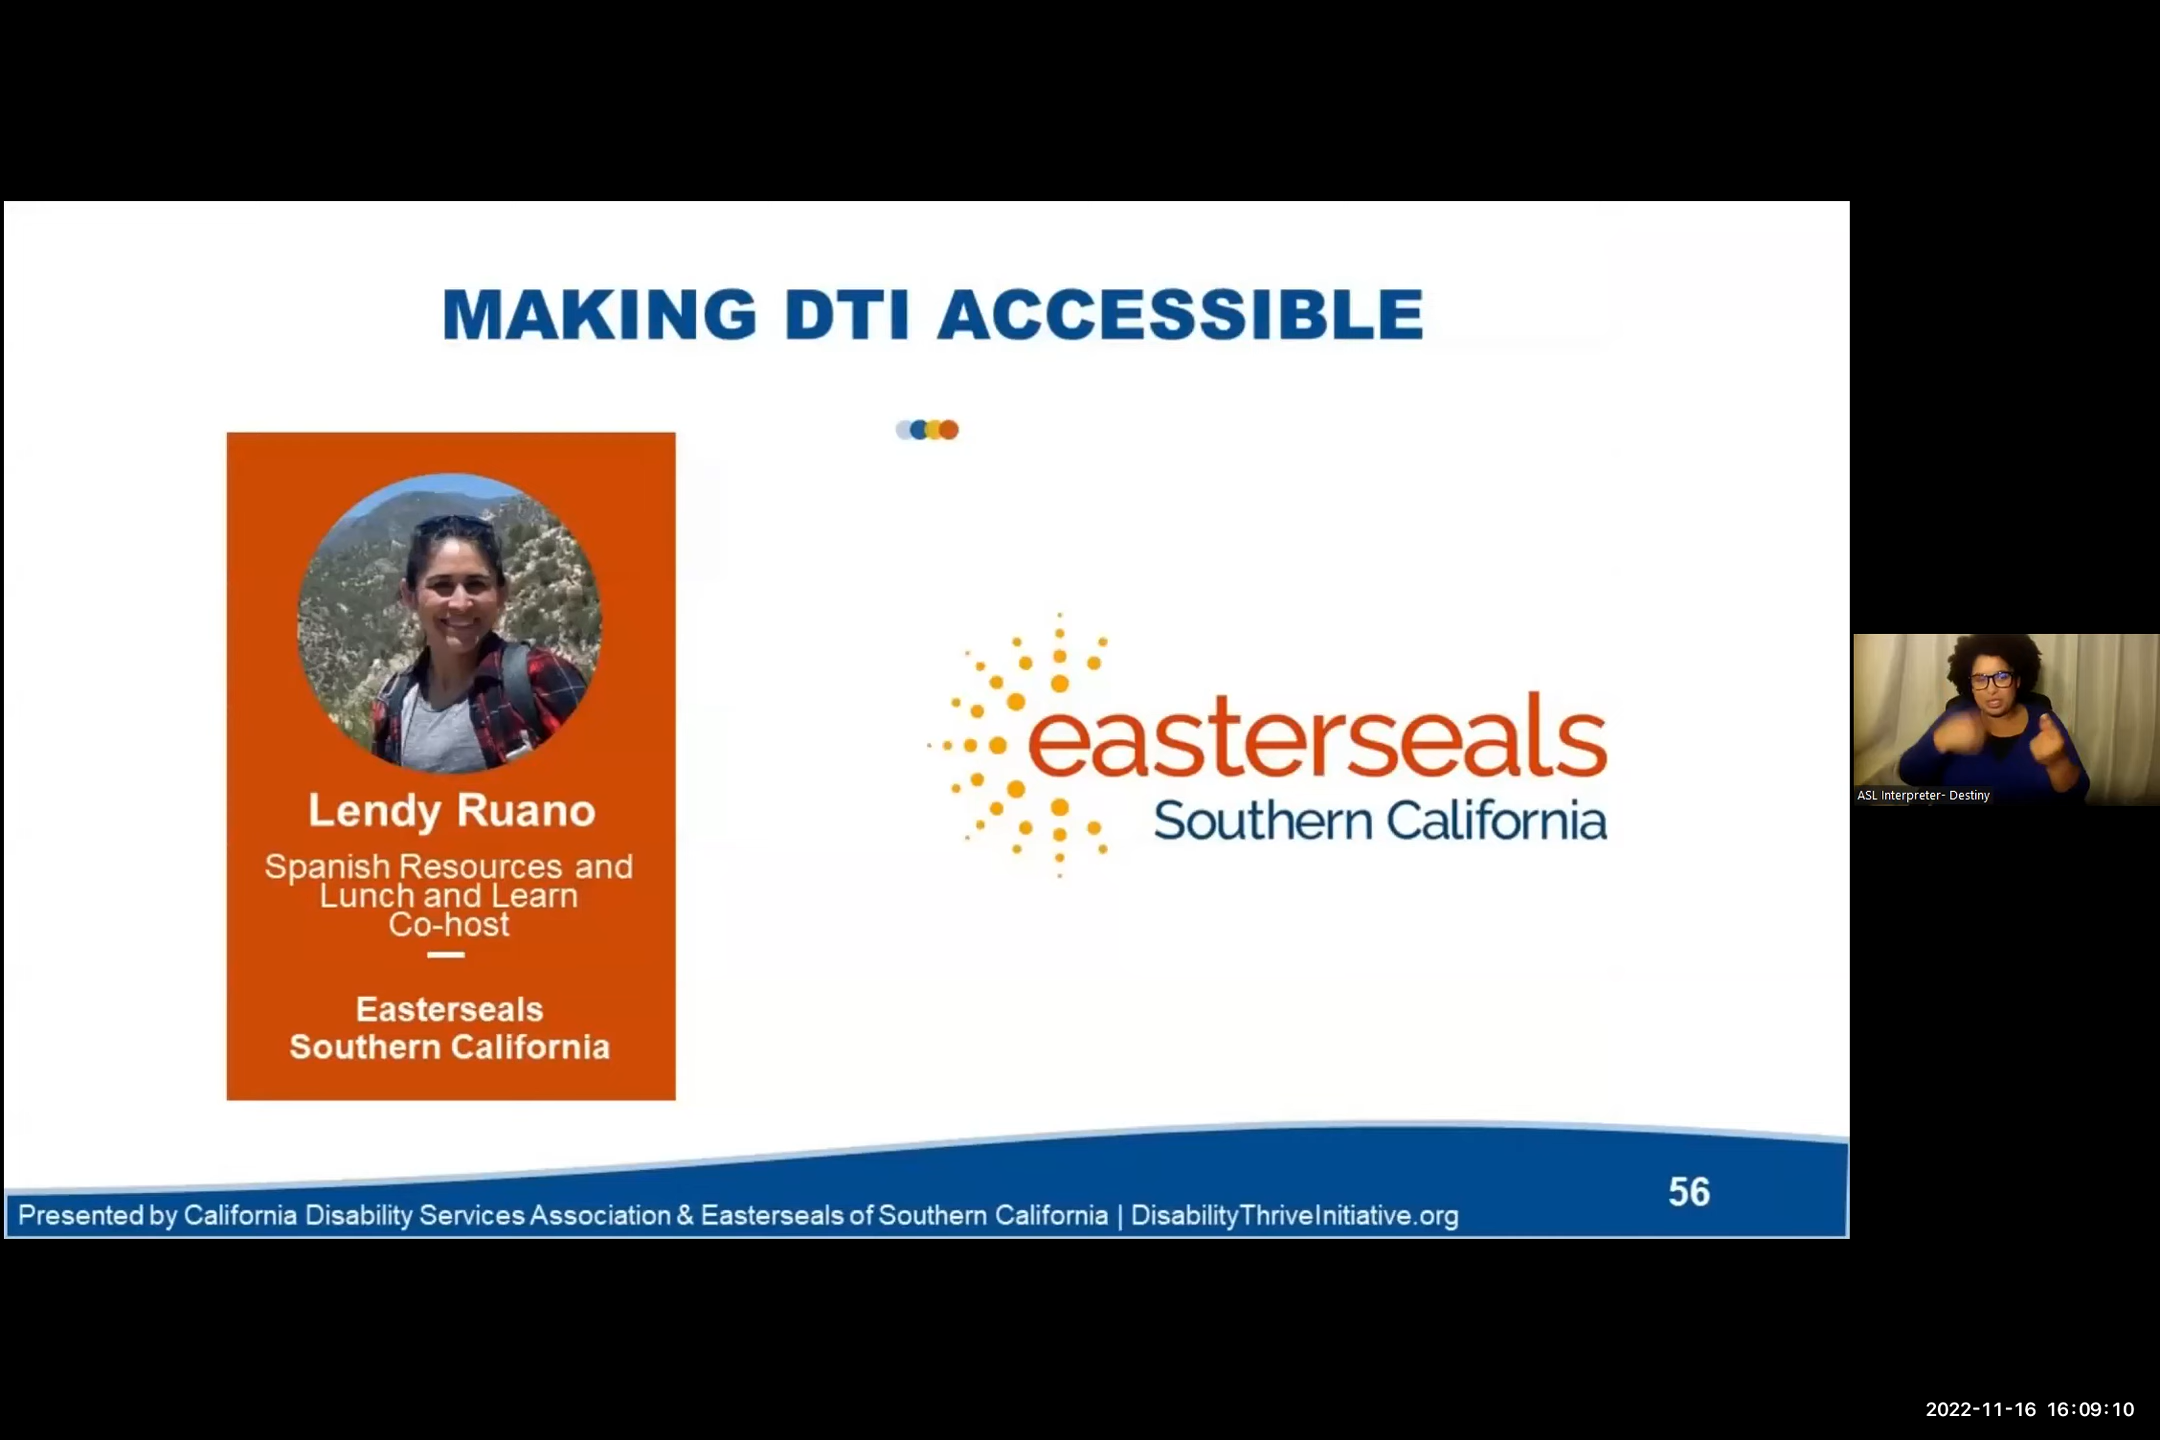 MAKING DTI ACCESSIBLE
Lendy Ruano
Spanish Resources and
Lunch and Learn
Co-host
Easterseals
Southern California
easterseals
Southern California
ASL Interpreter- Destiny
56
Presented by California Disability Services Association & Easterseals of Southern California | DisabilityThriveInitiative.org
2022-11-16 16:09:10